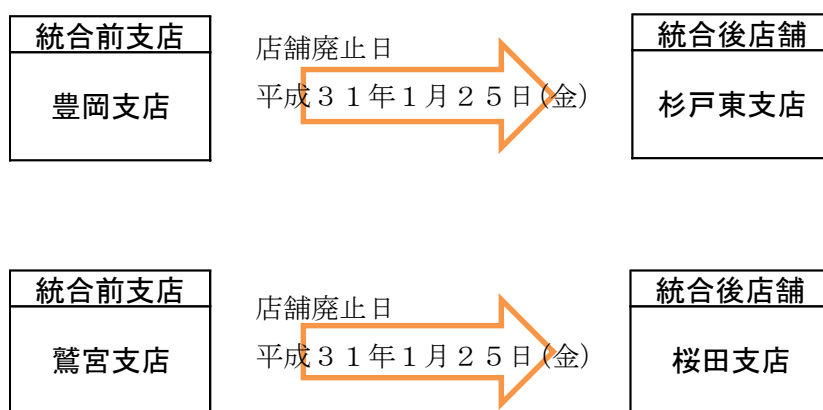 統合前支店
豊岡支店
店舗廃止日
平成３１年１月２５日(金)
統合後店舗
杉戸東支店
統合前支店
鷲宮支店
店舗廃止日
平成３１年１月２５日(金)
統合後店舗
桜田支店